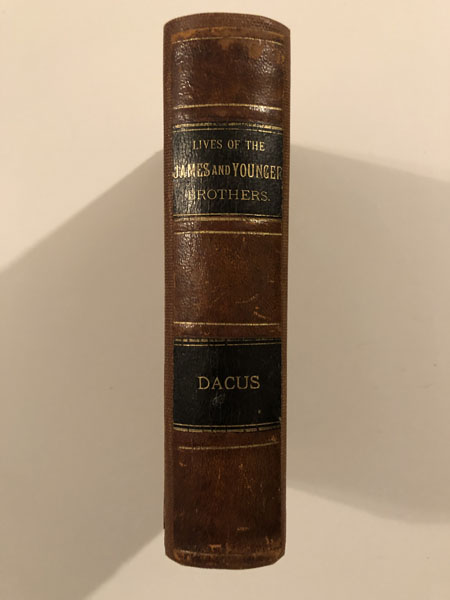 LIVES OF THE
JAMES AND YOUNGER
BROTHERS.
DACUS